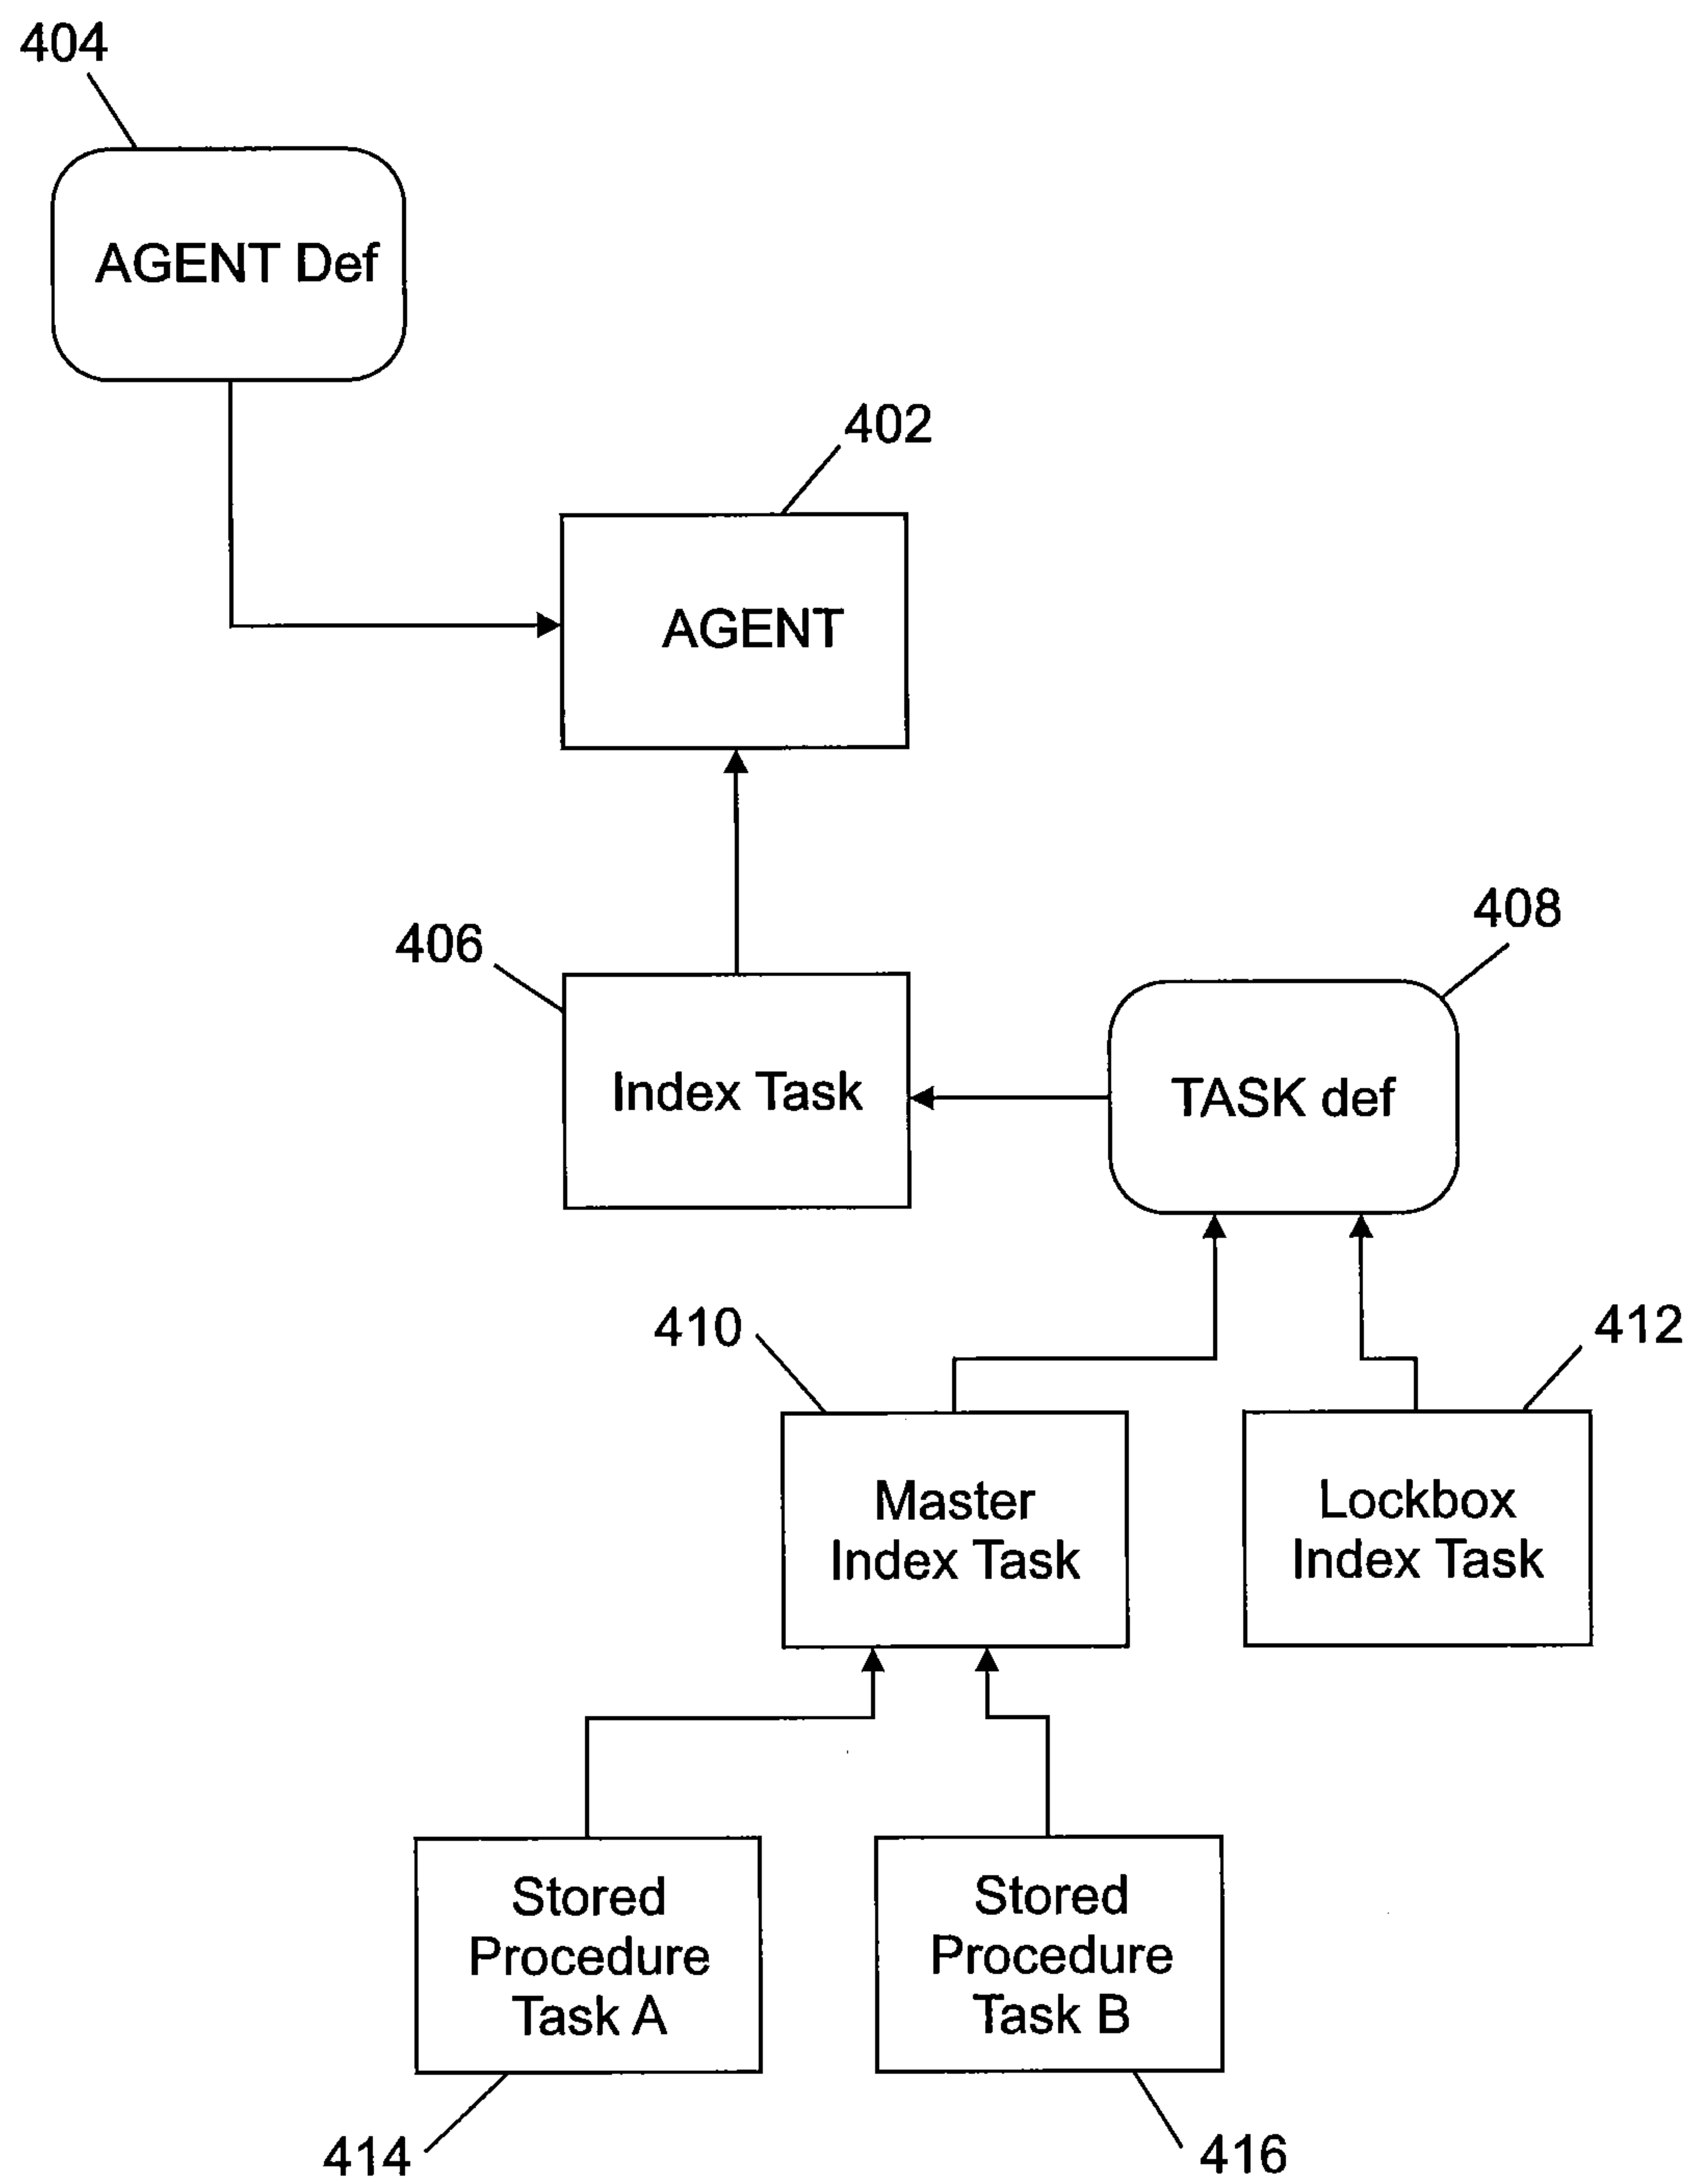 404
AGENT Def
402
AGENT
406
Index Task
408
TASK def
410
Master
Index Task
412
Lockbox
Index Task
Stored
Procedure
Task A
414
Stored
Procedure
Task B
416